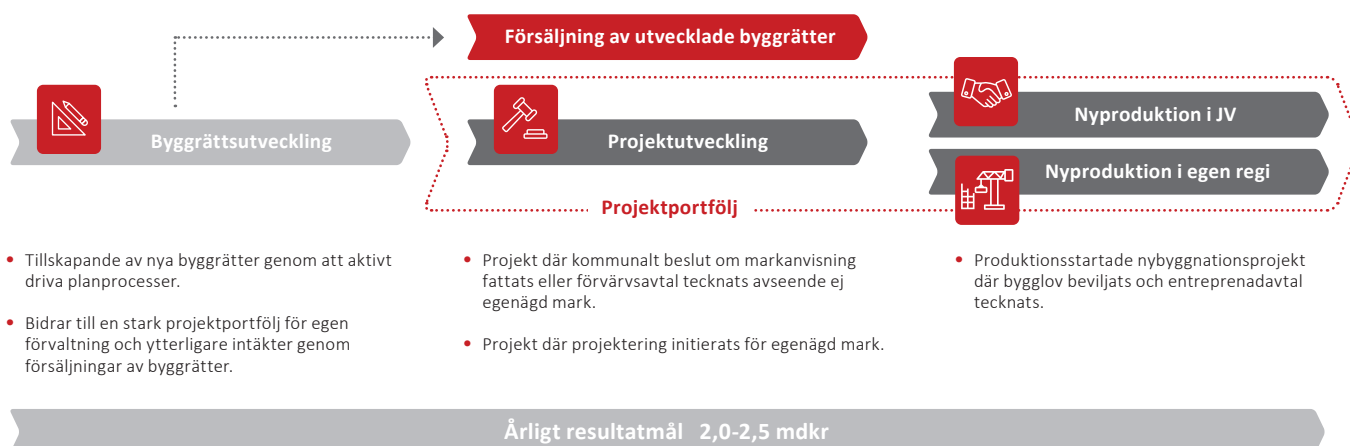 Försäljning av utvecklade byggrätter
Byggrättsutveckling
Projektutveckling
Nyproduktion i JV
Nyproduktion i egen regi
Projektportfölj
• Tillskapande av nya byggrätter genom att aktivt
driva planprocesser.
• Bidrar till en stark projektportfölj för egen
förvaltning och ytterligare intäkter genom
försäljningar av byggrätter.
• Projekt där kommunalt beslut om markanvisning
fattats eller förvärvsavtal tecknats avseende ej
egenägd mark.
• Projekt där projektering initierats för egenägd mark.
• Produktionsstartade nybyggnationsprojekt
där bygglov beviljats och entreprenadavtal
tecknats.
Årligt resultatmål 2,0-2,5 mdkr